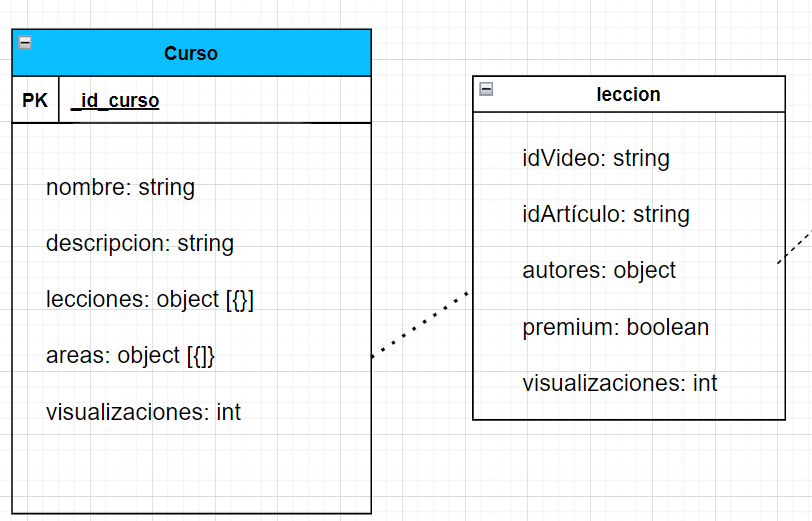 Curso
PK _id_curso
nombre: string
descripcion: string
lecciones: object [{}]
areas: object [{]}
visualizaciones: int
leccion
idVideo: string
idArtículo: string
autores: object
premium: boolean
visualizaciones: int